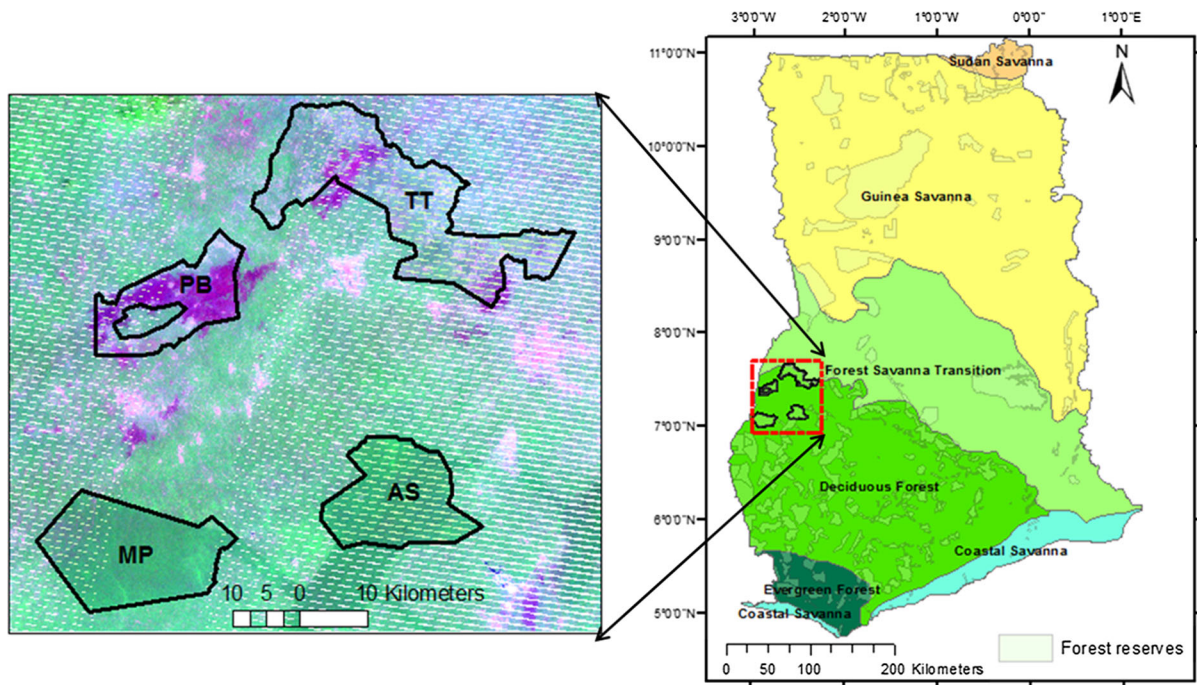 3°0'0"W 2°0'0"W 1°0'0"W 0°0'0" 1°0'0"E
11°0'0"N
10°0'0"N
9°0'0"N
8°0'0"N
7°0'0"N
6°0'0"N
5°0'0"N
N
Sudan Savanna
Guinea Savanna
Forest Savanna Transition
Deciduous Forest
Coastal Savanna
Evergreen Forest
Coastal Savanna
Forest reserves
0 50 100 200 Kilometers
TT
PB
AS
MP
10 5 0 10 Kilometers